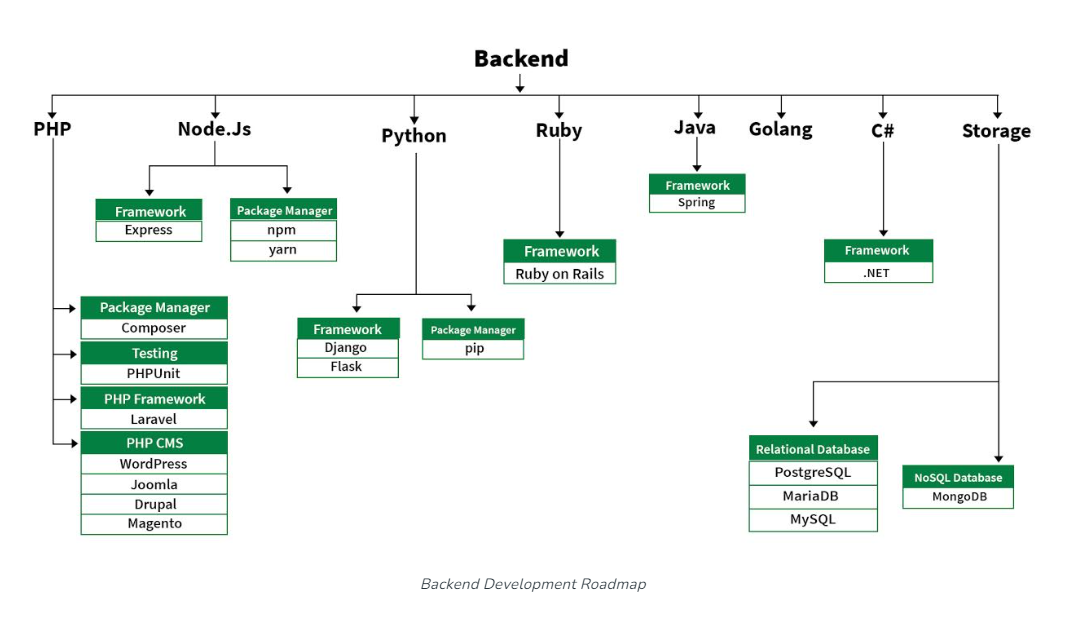 Backend
PHP
Node.Js
Python
Ruby
Java
Golang
C#
Storage
Framework
Express
Package Manager
npm
yarn
Framework
Spring
Framework
Ruby on Rails
Framework
.NET
Package Manager
Composer
Testing
PHPUnit
PHP Framework
Laravel
PHP CMS
WordPress
Joomla
Drupal
Magento
Framework
Django
Flask
Package Manager
pip
Relational Database
PostgreSQL
MariaDB
MySQL
NoSQL Database
MongoDB
Backend Development Roadmap